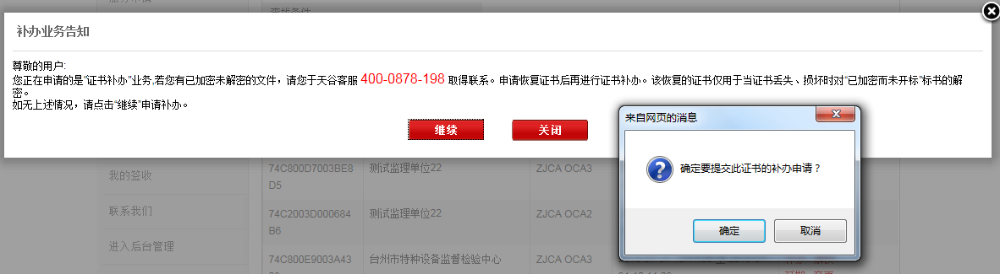 查找条件
补办业务告知
尊敬的用户:
您正在申请的是“证书补办”业务,若您有已加密未解密的文件，请您于天谷客服 400-0878-198 取得联系。申请恢复证书后再进行证书补办。该恢复的证书仅用于当证书丢失、损坏时对“已加密而未开标”标书的解
密。
如无上述情况，请点击“继续”申请补办。
继续 关闭
来自网页的消息
确定要提交此证书的补办申请？
确定 取消
我的签收
联系我们
进入后台管理
74C800D7003BE8
D5
测试监理单位22
ZJCA OCA3
74C2003D000684
B6
测试监理单位22
ZJCA OCA2
74C800E9003A43
台州市特种设备监督检验中心
ZJCA OCA3